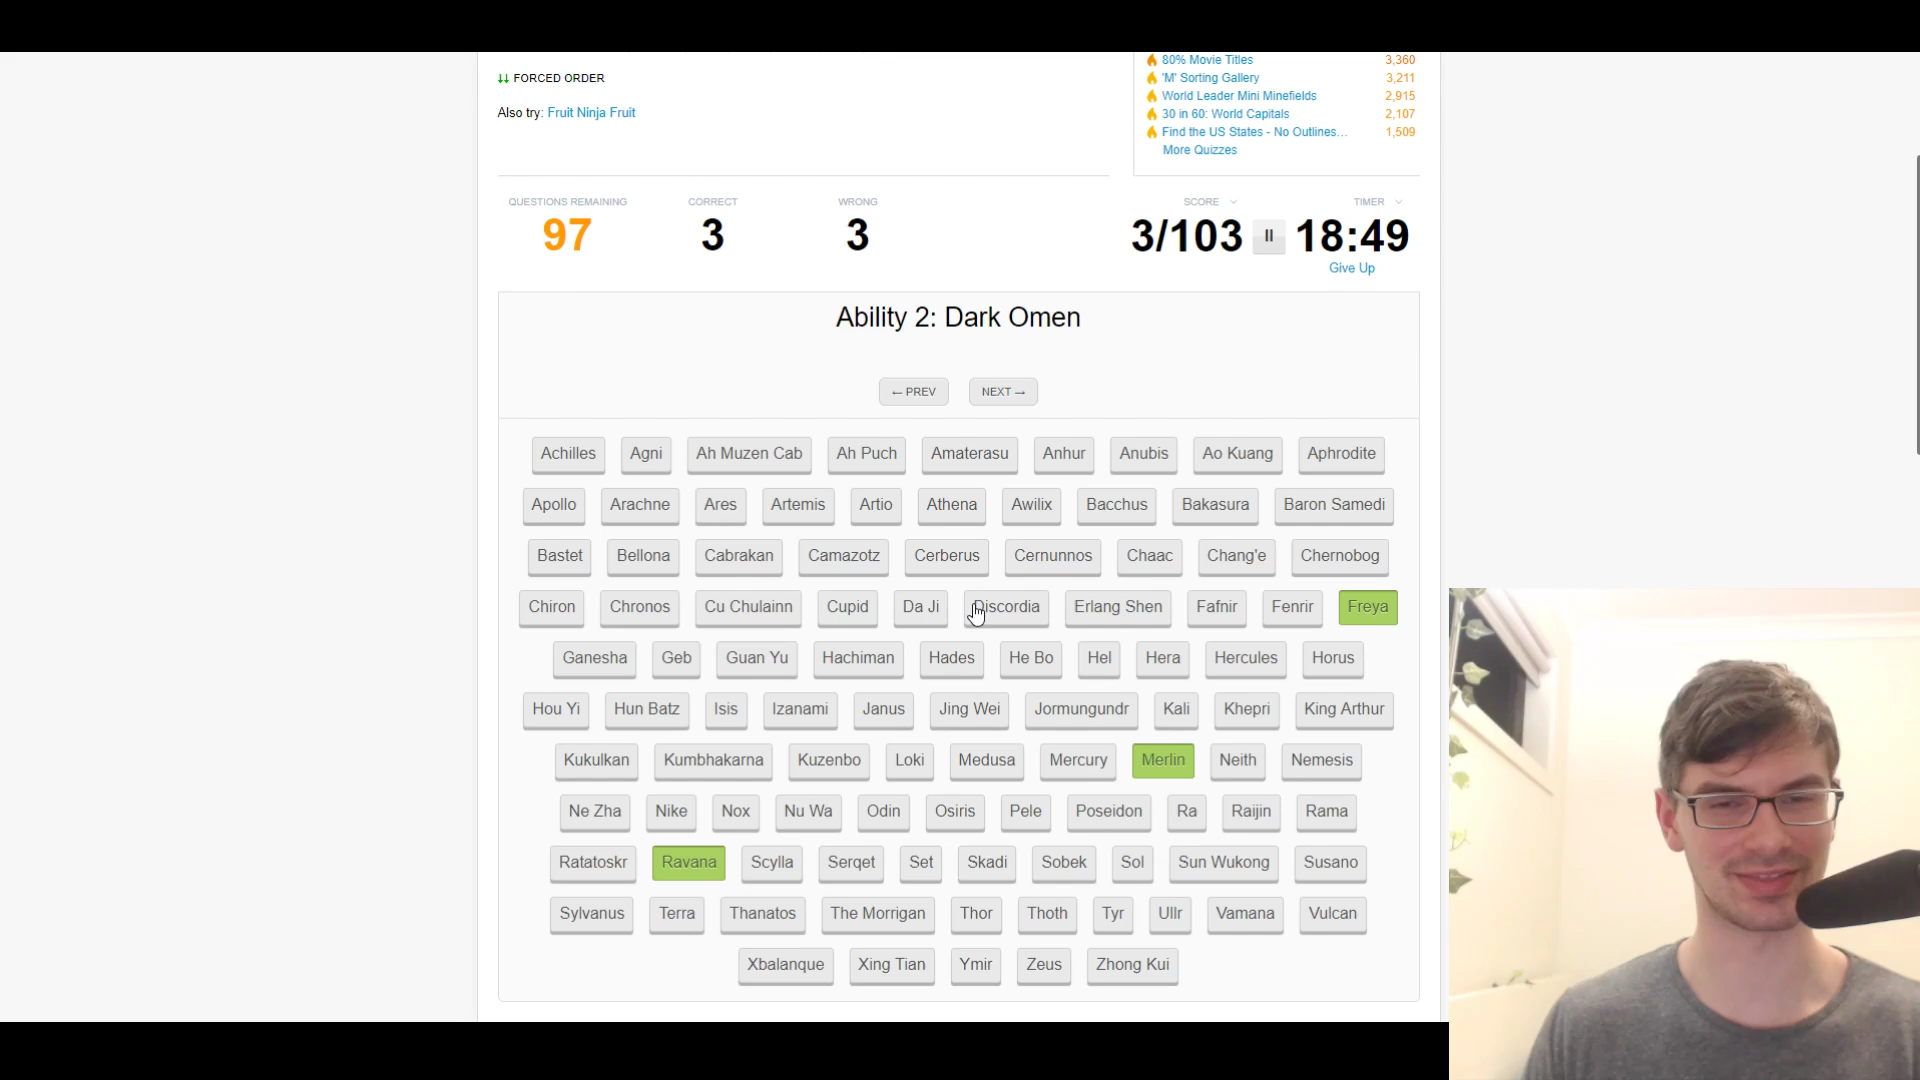 80% Movie Titles 3,360
'M' Sorting Gallery 3,211
World Leader Mini Minefields 2,915
30 in 60: World Capitals 2,107
Find the US States - No Outlines... 1,509
More Quizzes
FORCED ORDER
Also try: Fruit Ninja Fruit
QUESTIONS REMAINING CORRECT WRONG SCORE TIMER
97 3 3 3/103 18:49
Give Up
Ability 2: Dark Omen
← PREV NEXT →
Achilles Agni Ah Muzen Cab Ah Puch Amaterasu Anhur Anubis Ao Kuang Aphrodite
Apollo Arachne Ares Artemis Artio Athena Awilix Bacchus Bakasura Baron Samedi
Bastet Bellona Cabrakan Camazotz Cerberus Cernunnos Chaac Chang'e Chernobog
Chiron Chronos Cu Chulainn Cupid Da Ji Discordia Erlang Shen Fafnir Fenrir Freya
Ganesha Geb Guan Yu Hachiman Hades He Bo Hel Hera Hercules Horus
Hou Yi Hun Batz Isis Izanami Janus Jing Wei Jormungundr Kali Khepri King Arthur
Kukulkan Kumbhakarna Kuzenbo Loki Medusa Mercury Merlin Neith Nemesis
Ne Zha Nike Nox Nu Wa Odin Osiris Pele Poseidon Ra Raijin Rama
Ratatoskr Ravana Scylla Serqet Set Skadi Sobek Sol Sun Wukong Susano
Sylvanus Terra Thanatos The Morrigan Thor Thoth Tyr Ullr Vamana Vulcan
Xbalanque Xing Tian Ymir Zeus Zhong Kui